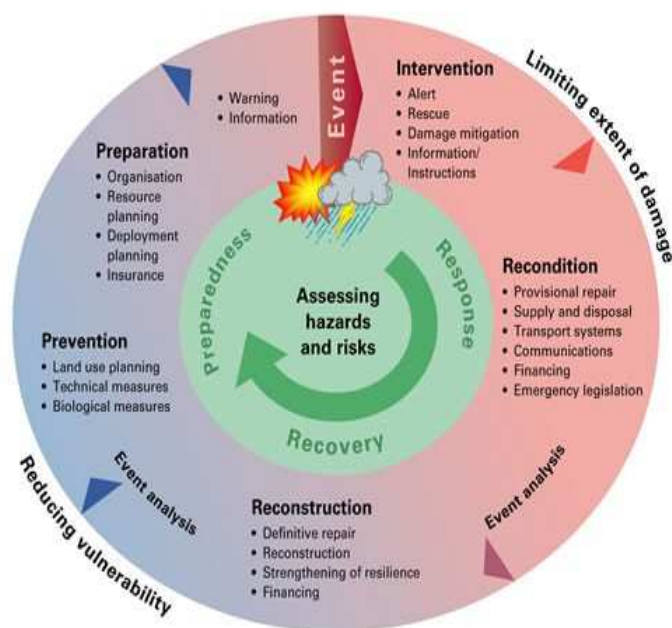 Event
• Warning
• Information
Intervention
• Alert
• Rescue
• Damage mitigation
• Information/
Instructions
Limiting extent of damage
Recondition
• Provisional repair
• Supply and disposal
• Transport systems
• Communications
• Financing
• Emergency legislation
Event analysis
Reconstruction
• Definitive repair
• Reconstruction
• Strengthening of resilience
• Financing
Event analysis
Reducing vulnerability
Prevention
• Land use planning
• Technical measures
• Biological measures
Preparation
• Organisation
• Resource
planning
• Deployment
planning
• Insurance
Preparedness
Response
Recovery
Assessing
hazards
and risks